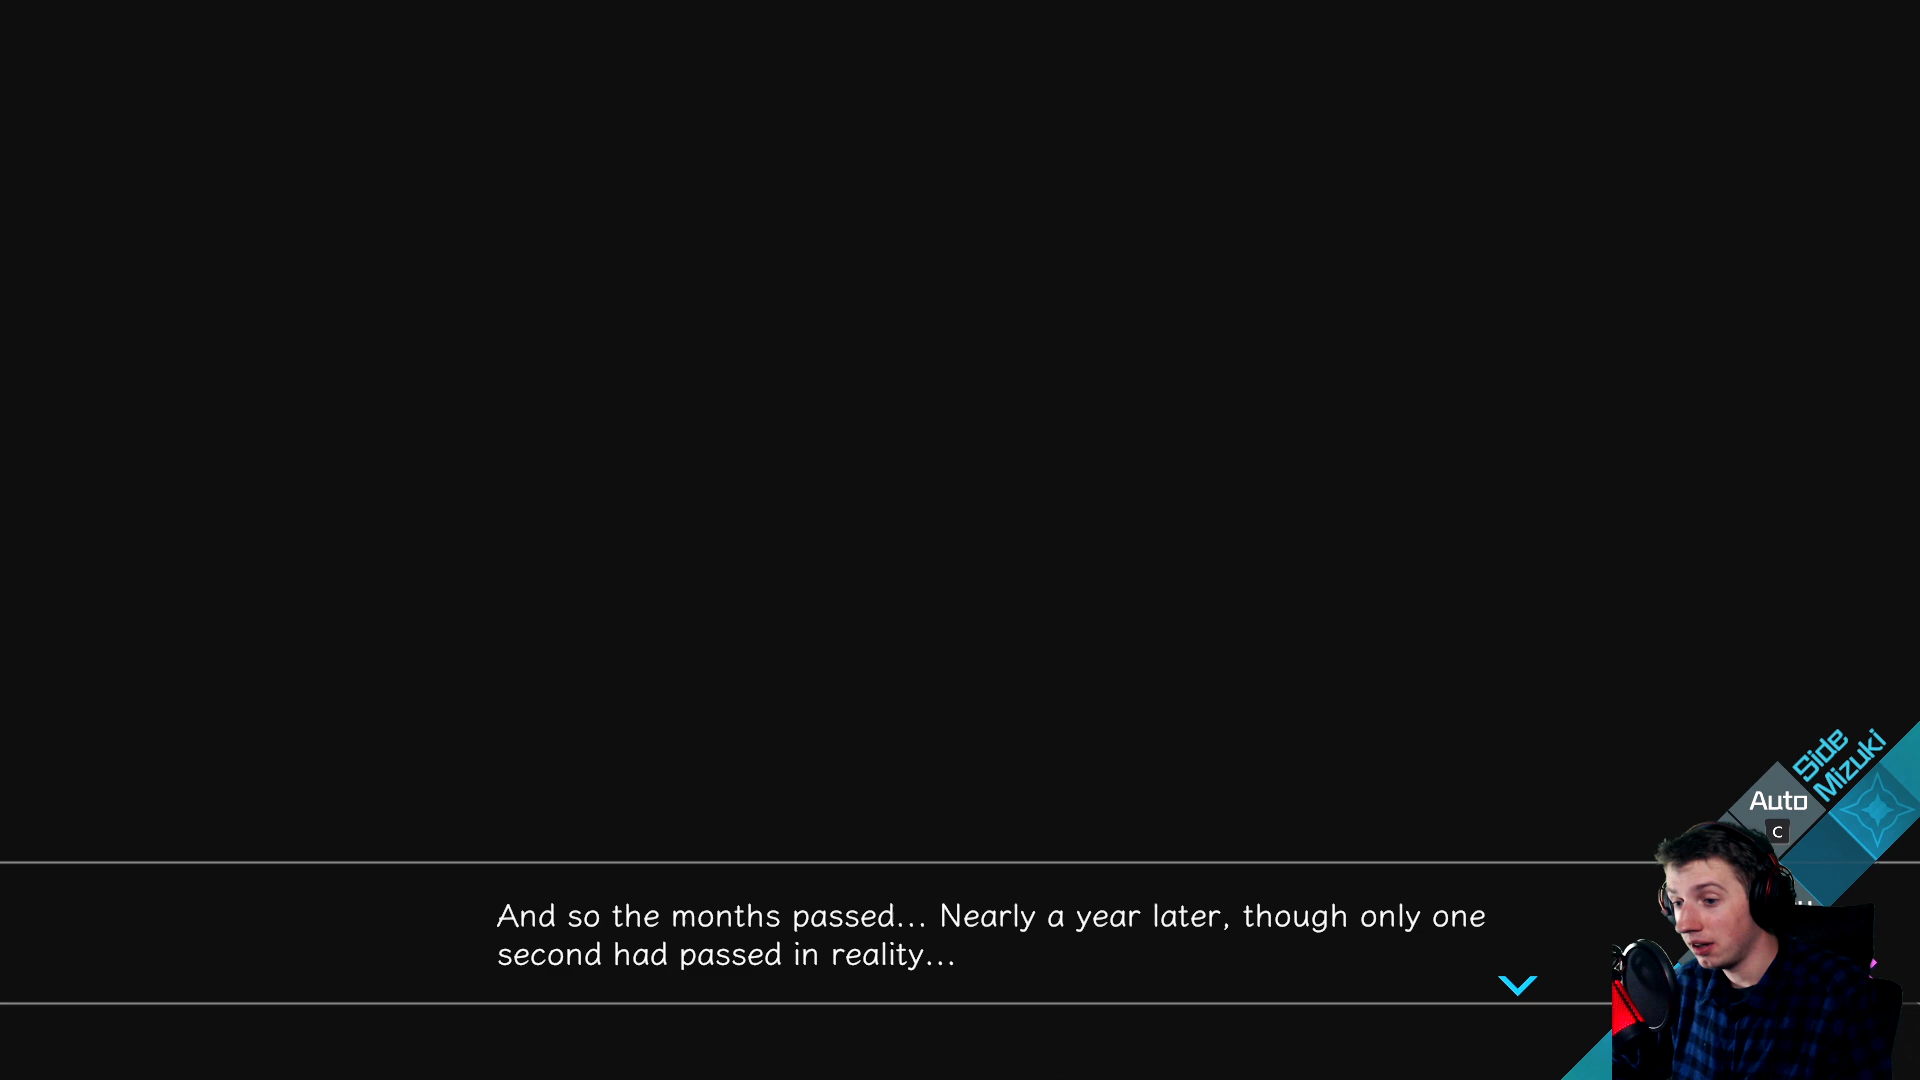 Side
Mizuki
Auto
C
And so the months passed... Nearly a year later, though only one
second had passed in reality...